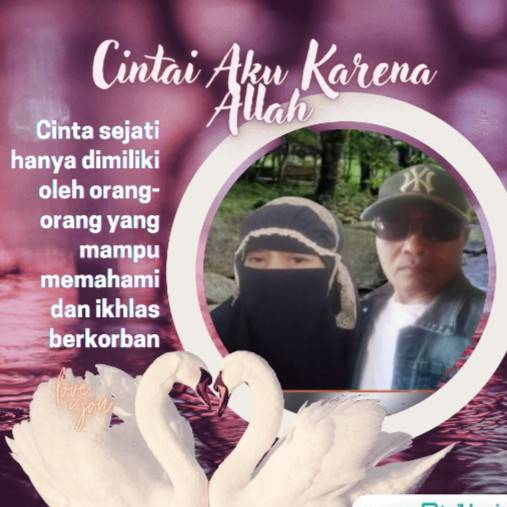 Cintai Aku Karena
Allah
Cinta sejati
hanya dimiliki
oleh orang-
orang yang
mampu
memahami
dan ikhlas
berkorban
NY
love
you